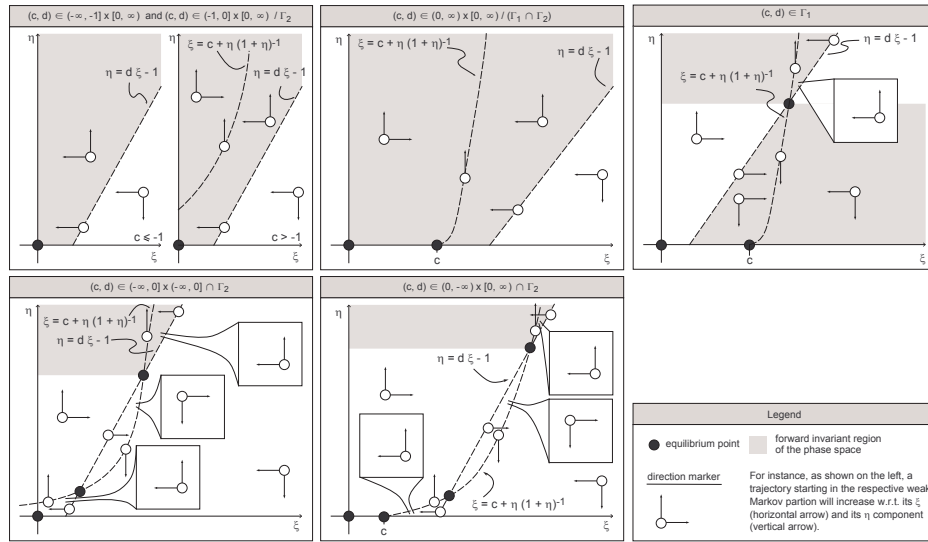 (c, d) ∈ (-∞, -1] x [0, ∞) and (c, d) ∈ (-1, 0] x [0, ∞) / Γ2
η
ξ = c + η (1 + η)-1
η = d ξ - 1
η = d ξ - 1
c ⩽ -1
c > -1
ξ
ξ
(c, d) ∈ (0, ∞) x [0, ∞) / (Γ1 ∩ Γ2)
η
ξ = c + η (1 + η)-1
η = d ξ - 1
c
ξ
(c, d) ∈ Γ1
η
η = d ξ - 1
ξ = c + η (1 + η)-1
c
ξ
(c, d) ∈ (-∞, 0] x (-∞, 0] ∩ Γ2
η
ξ = c + η (1 + η)-1
η = d ξ - 1
ξ
(c, d) ∈ (0, -∞) x [0, ∞) ∩ Γ2
η
η = d ξ - 1
ξ = c + η (1 + η)-1
c
ξ
Legend
equilibrium point
forward invariant region
of the phase space
direction marker
For instance, as shown on the left, a
trajectory starting in the respective weak
Markov partion will increase w.r.t. its ξ
(horizontal arrow) and its η component
(vertical arrow).